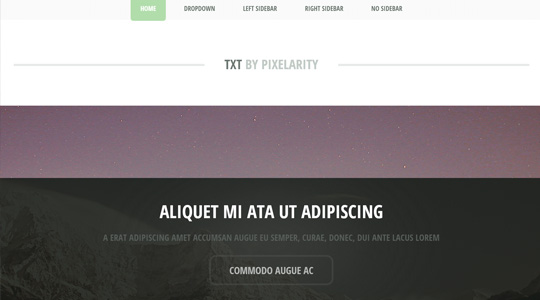 HOME DROPDOWN LEFT SIDEBAR RIGHT SIDEBAR NO SIDEBAR
TXT BY PIXELARITY
ALIQUET MI ATA UT ADIPISCING
A ERAT ADIPISCING AMET ACCUMSAN AUGUE EU SEMPER, CURAE, DONEC, DUI ANTE LACUS LOREM
COMMODO AUGUE AC